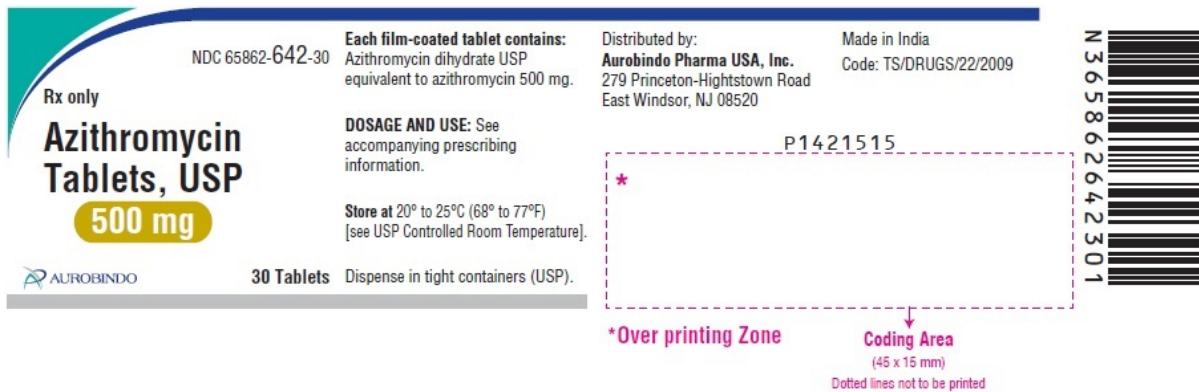 NDC 65862-642-30
Rx only
Azithromycin
Tablets, USP
500 mg
AUROBINDO
30 Tablets
Each film-coated tablet contains:
Azithromycin dihydrate USP
equivalent to azithromycin 500 mg.
DOSAGE AND USE: See
accompanying prescribing
information.
Store at 20° to 25°C (68° to 77°F)
[see USP Controlled Room Temperature].
Dispense in tight containers (USP).
Distributed by:
Aurobindo Pharma USA, Inc.
279 Princeton-Hightstown Road
East Windsor, NJ 08520
Made in India
Code: TS/DRUGS/22/2009
P1421515
*
*Over printing Zone
Coding Area
(45 x 15 mm)
Dotted lines not to be printed
N365862642301